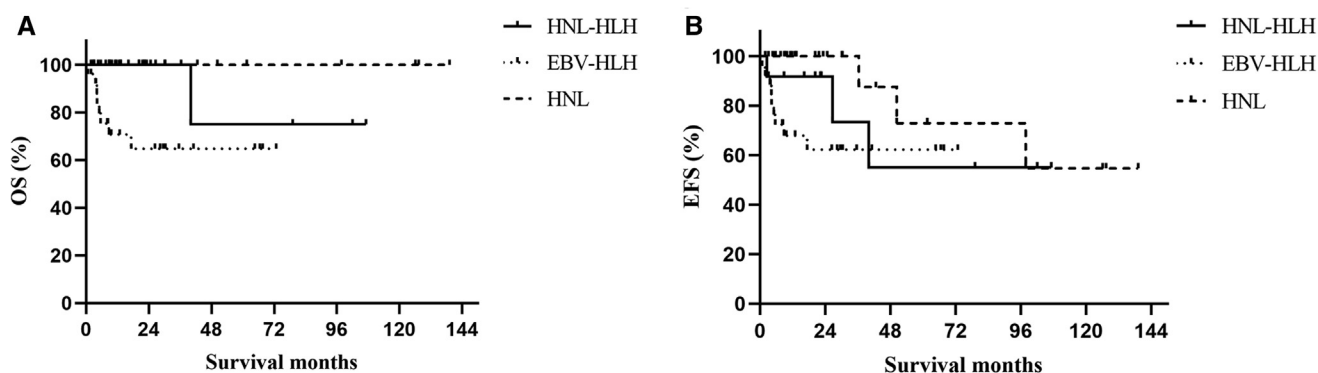 A
HNL-HLH
EBV-HLH
HNL
OS (%)
100
80
60
40
20
0
0 24 48 72 96 120 144
Survival months
B
HNL-HLH
EBV-HLH
HNL
EFS (%)
100
80
60
40
20
0
0 24 48 72 96 120 144
Survival months